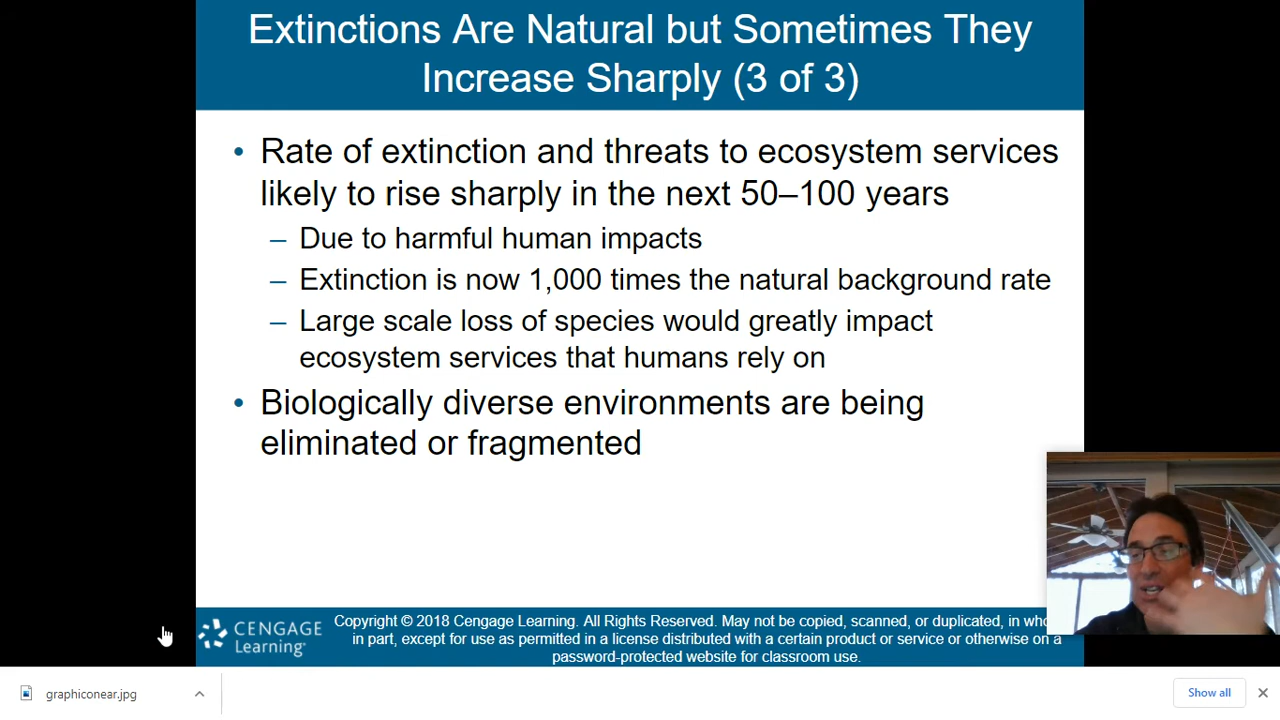 Extinctions Are Natural but Sometimes They
Increase Sharply (3 of 3)
• Rate of extinction and threats to ecosystem services
likely to rise sharply in the next 50–100 years
– Due to harmful human impacts
– Extinction is now 1,000 times the natural background rate
– Large scale loss of species would greatly impact
ecosystem services that humans rely on
• Biologically diverse environments are being
eliminated or fragmented
CENGAGE
Learning
Copyright © 2018 Cengage Learning. All Rights Reserved. May not be copied, scanned, or duplicated, in
in part, except for use as permitted in a license distributed with a certain product or service or otherwise on a
password-protected website for classroom use.
graphiconear.jpg
Show all